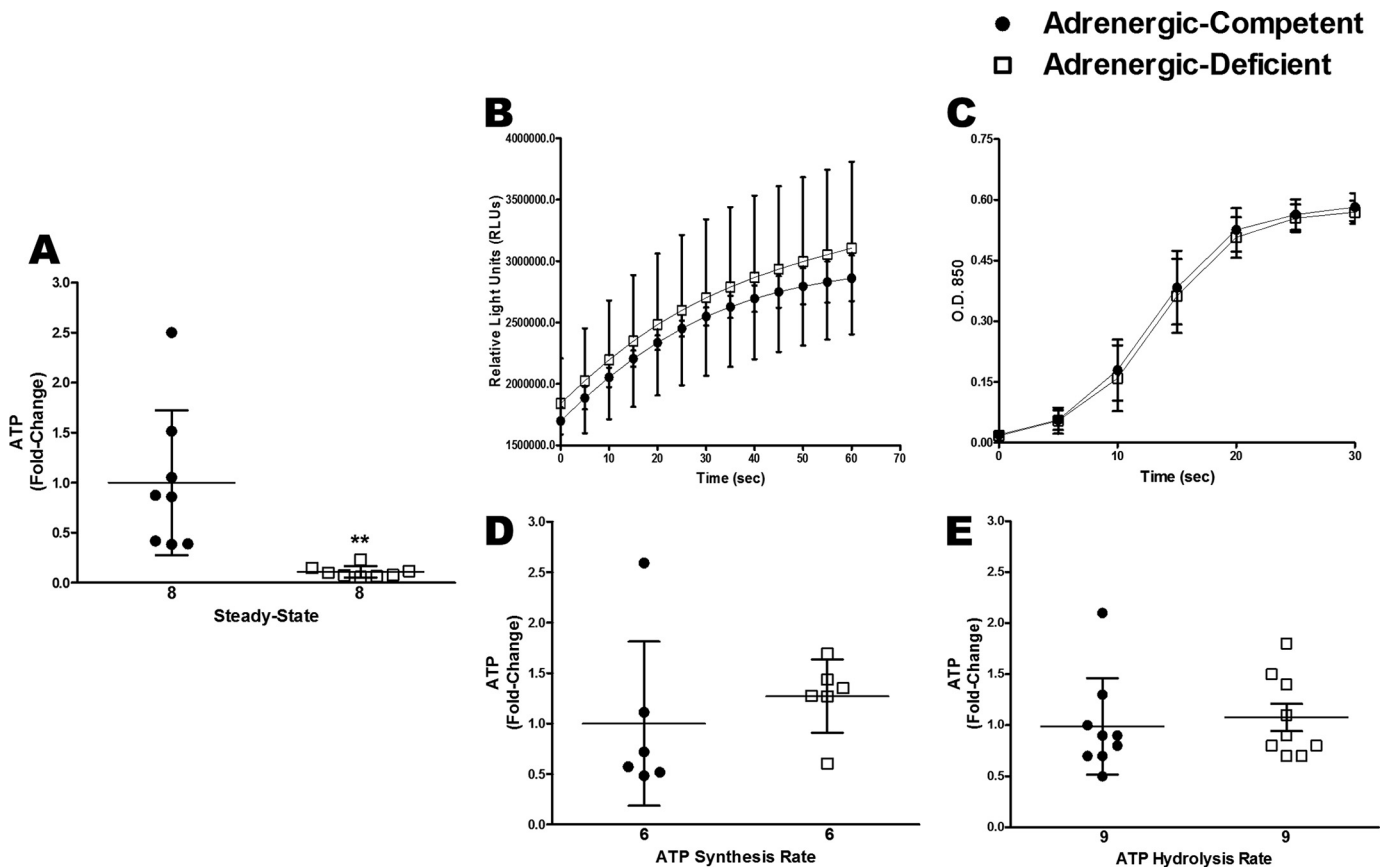 Adrenergic-Competent
Adrenergic-Deficient
A
ATP
(Fold-Change)
3.0
2.5
2.0
1.5
1.0
0.5
0.0
**
8 8
Steady-State
B
Relative Light Units (RLUs)
4000000.0
3500000.0
3000000.0
2500000.0
2000000.0
1500000.0
0 10 20 30 40 50 60 70
Time (sec)
C
O.D. 850
0.75
0.60
0.45
0.30
0.15
0.00
0 10 20 30
Time (sec)
D
ATP
(Fold-Change)
3.0
2.5
2.0
1.5
1.0
0.5
0.0
6 6
ATP Synthesis Rate
E
ATP
(Fold-Change)
3.0
2.5
2.0
1.5
1.0
0.5
0.0
9 9
ATP Hydrolysis Rate